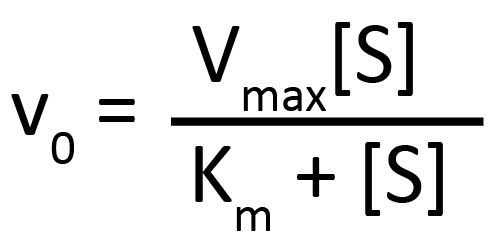 v₀ = Vₘₐₓ[S]
Kₘ + [S]